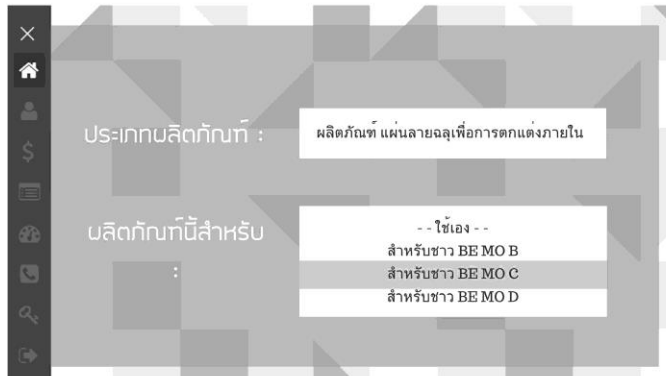 ประเภทผลิตภัณฑ์ :
ผลิตภัณฑ์ แผ่นลายฉลุเพื่อการตกแต่งภายใน
ผลิตภัณฑ์นี้สำหรับ
:
- - ใช้เอง - -
สำหรับชาว BE MO B
สำหรับชาว BE MO C
สำหรับชาว BE MO D